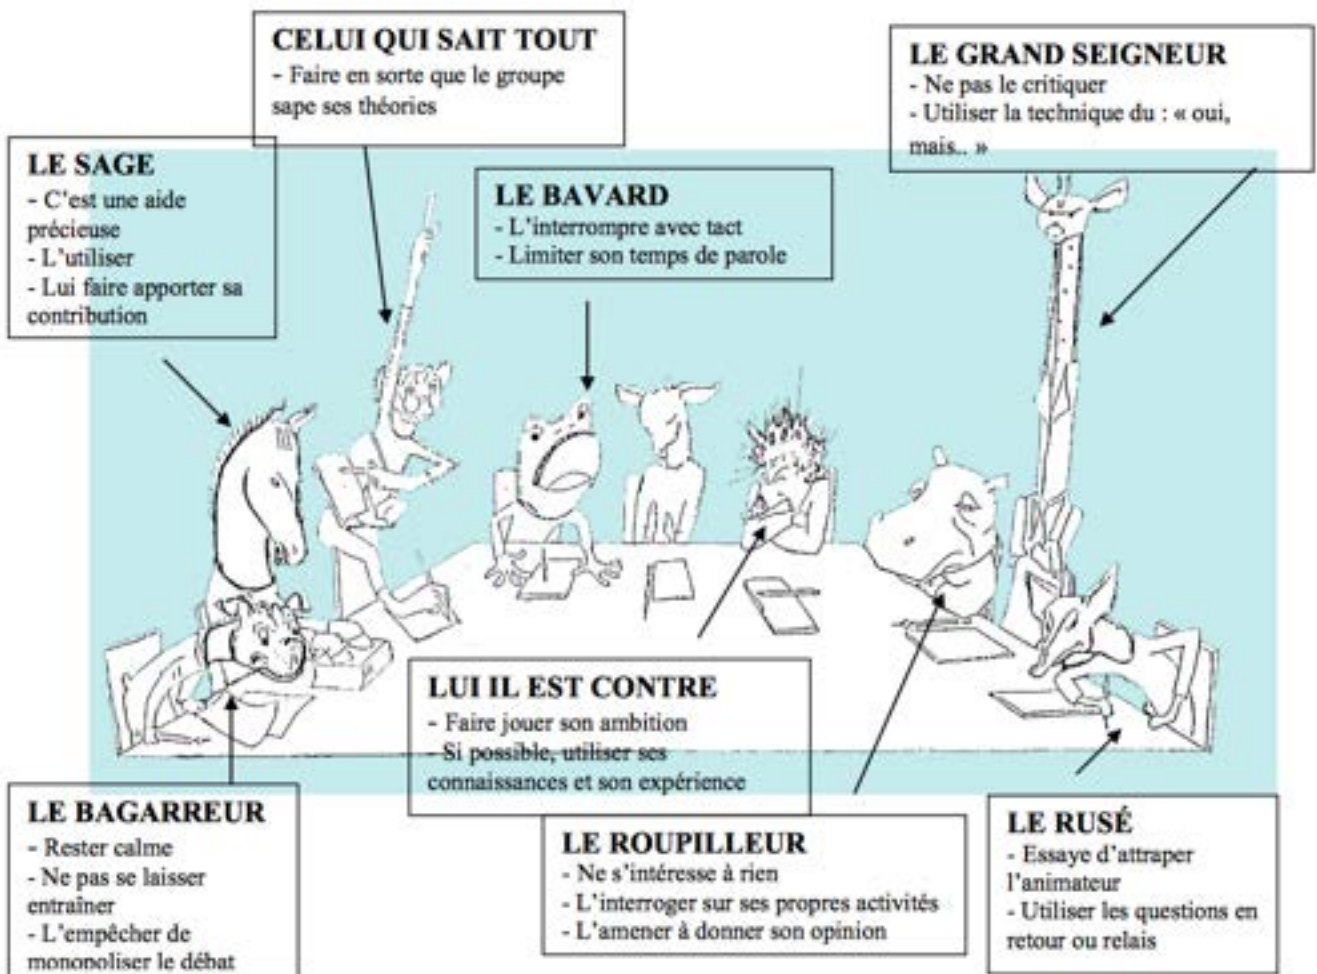 CELUI QUI SAIT TOUT
- Faire en sorte que le groupe
sape ses théories
LE GRAND SEIGNEUR
- Ne pas le critiquer
- Utiliser la technique du : « oui,
mais.. »
LE SAGE
- C'est une aide
précieuse
- L'utiliser
- Lui faire apporter sa
contribution
LE BAVARD
- L'interrompre avec tact
- Limiter son temps de parole
LUI IL EST CONTRE
- Faire jouer son ambition
- Si possible, utiliser ses
connaissances et son expérience
LE BAGARREUR
- Rester calme
- Ne pas se laisser
entraîner
- L'empêcher de
monopoliser le débat
LE ROUPILLEUR
- Ne s'intéresse à rien
- L'interroger sur ses propres activités
- L'amener à donner son opinion
LE RUSÉ
- Essaye d'attraper
l'animateur
- Utiliser les questions en
retour ou relais